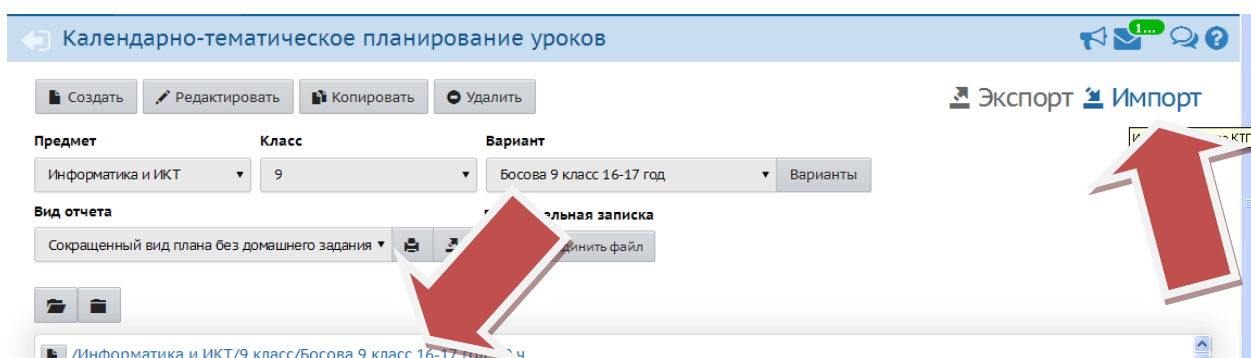 Календарно-тематическое планирование уроков 1...
Создать Редактировать Копировать Удалить Экспорт Импорт
Предмет Класс Вариант
Информатика и ИКТ 9 Босова 9 класс 16-17 год Варианты
Вид отчета записка
Сокращенный вид плана без домашнего задания файл
/Информатика и ИКТ/9 класс/Босова 9 класс 16-17 ч